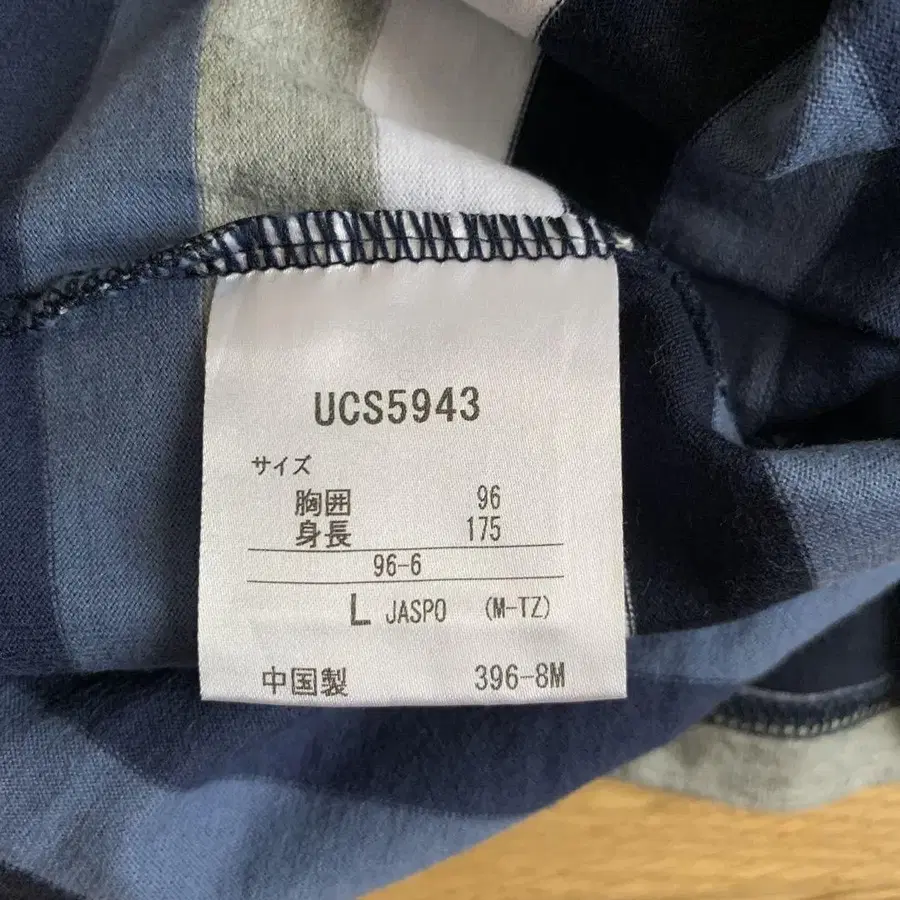 UCS5943
サイズ
胸囲 96
身長 175
96-6
L JASPO (M-TZ)
中国製 396-8M